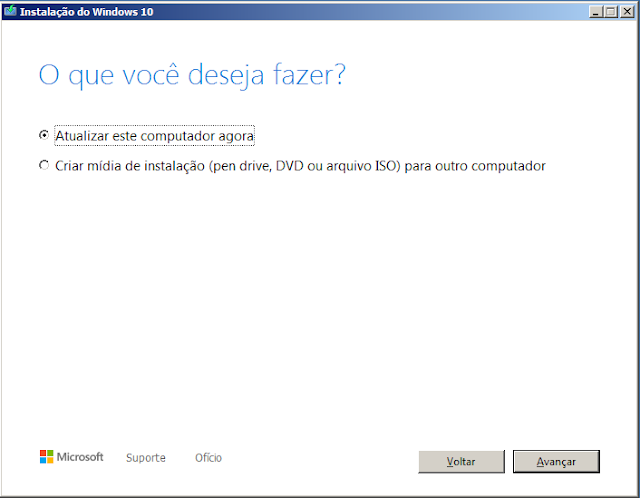 Instalação do Windows 10
O que você deseja fazer?
Atualizar este computador agora
Criar mídia de instalação (pen drive, DVD ou arquivo ISO) para outro computador
Microsoft Suporte Ofício Voltar Avançar